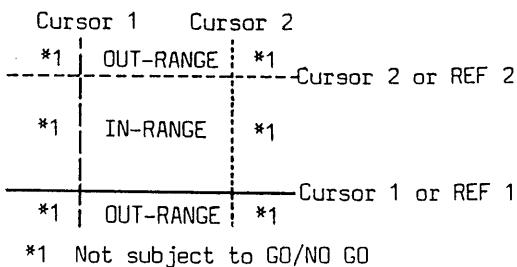 Cursor 1 Cursor 2
*1 OUT-RANGE *1
Cursor 2 or REF 2
*1 IN-RANGE *1
Cursor 1 or REF 1
*1 OUT-RANGE *1
*1 Not subject to GO/NO GO